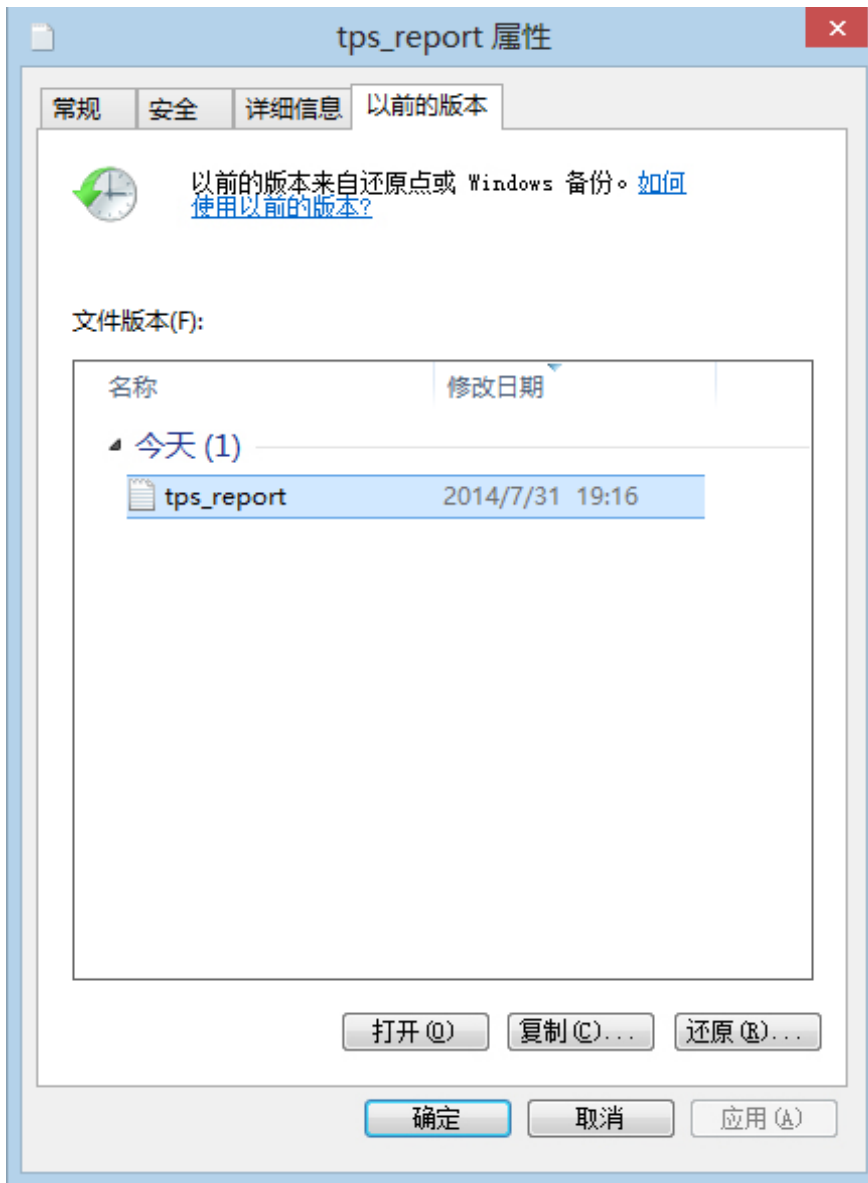 tps_report 属性
常规 安全 详细信息 以前的版本
以前的版本来自还原点或 Windows 备份。如何
使用以前的版本?
文件版本(F):
名称 修改日期
今天 (1)
tps_report 2014/7/31 19:16
打开(O) 复制(C)... 还原(R)...
确定 取消 应用(A)